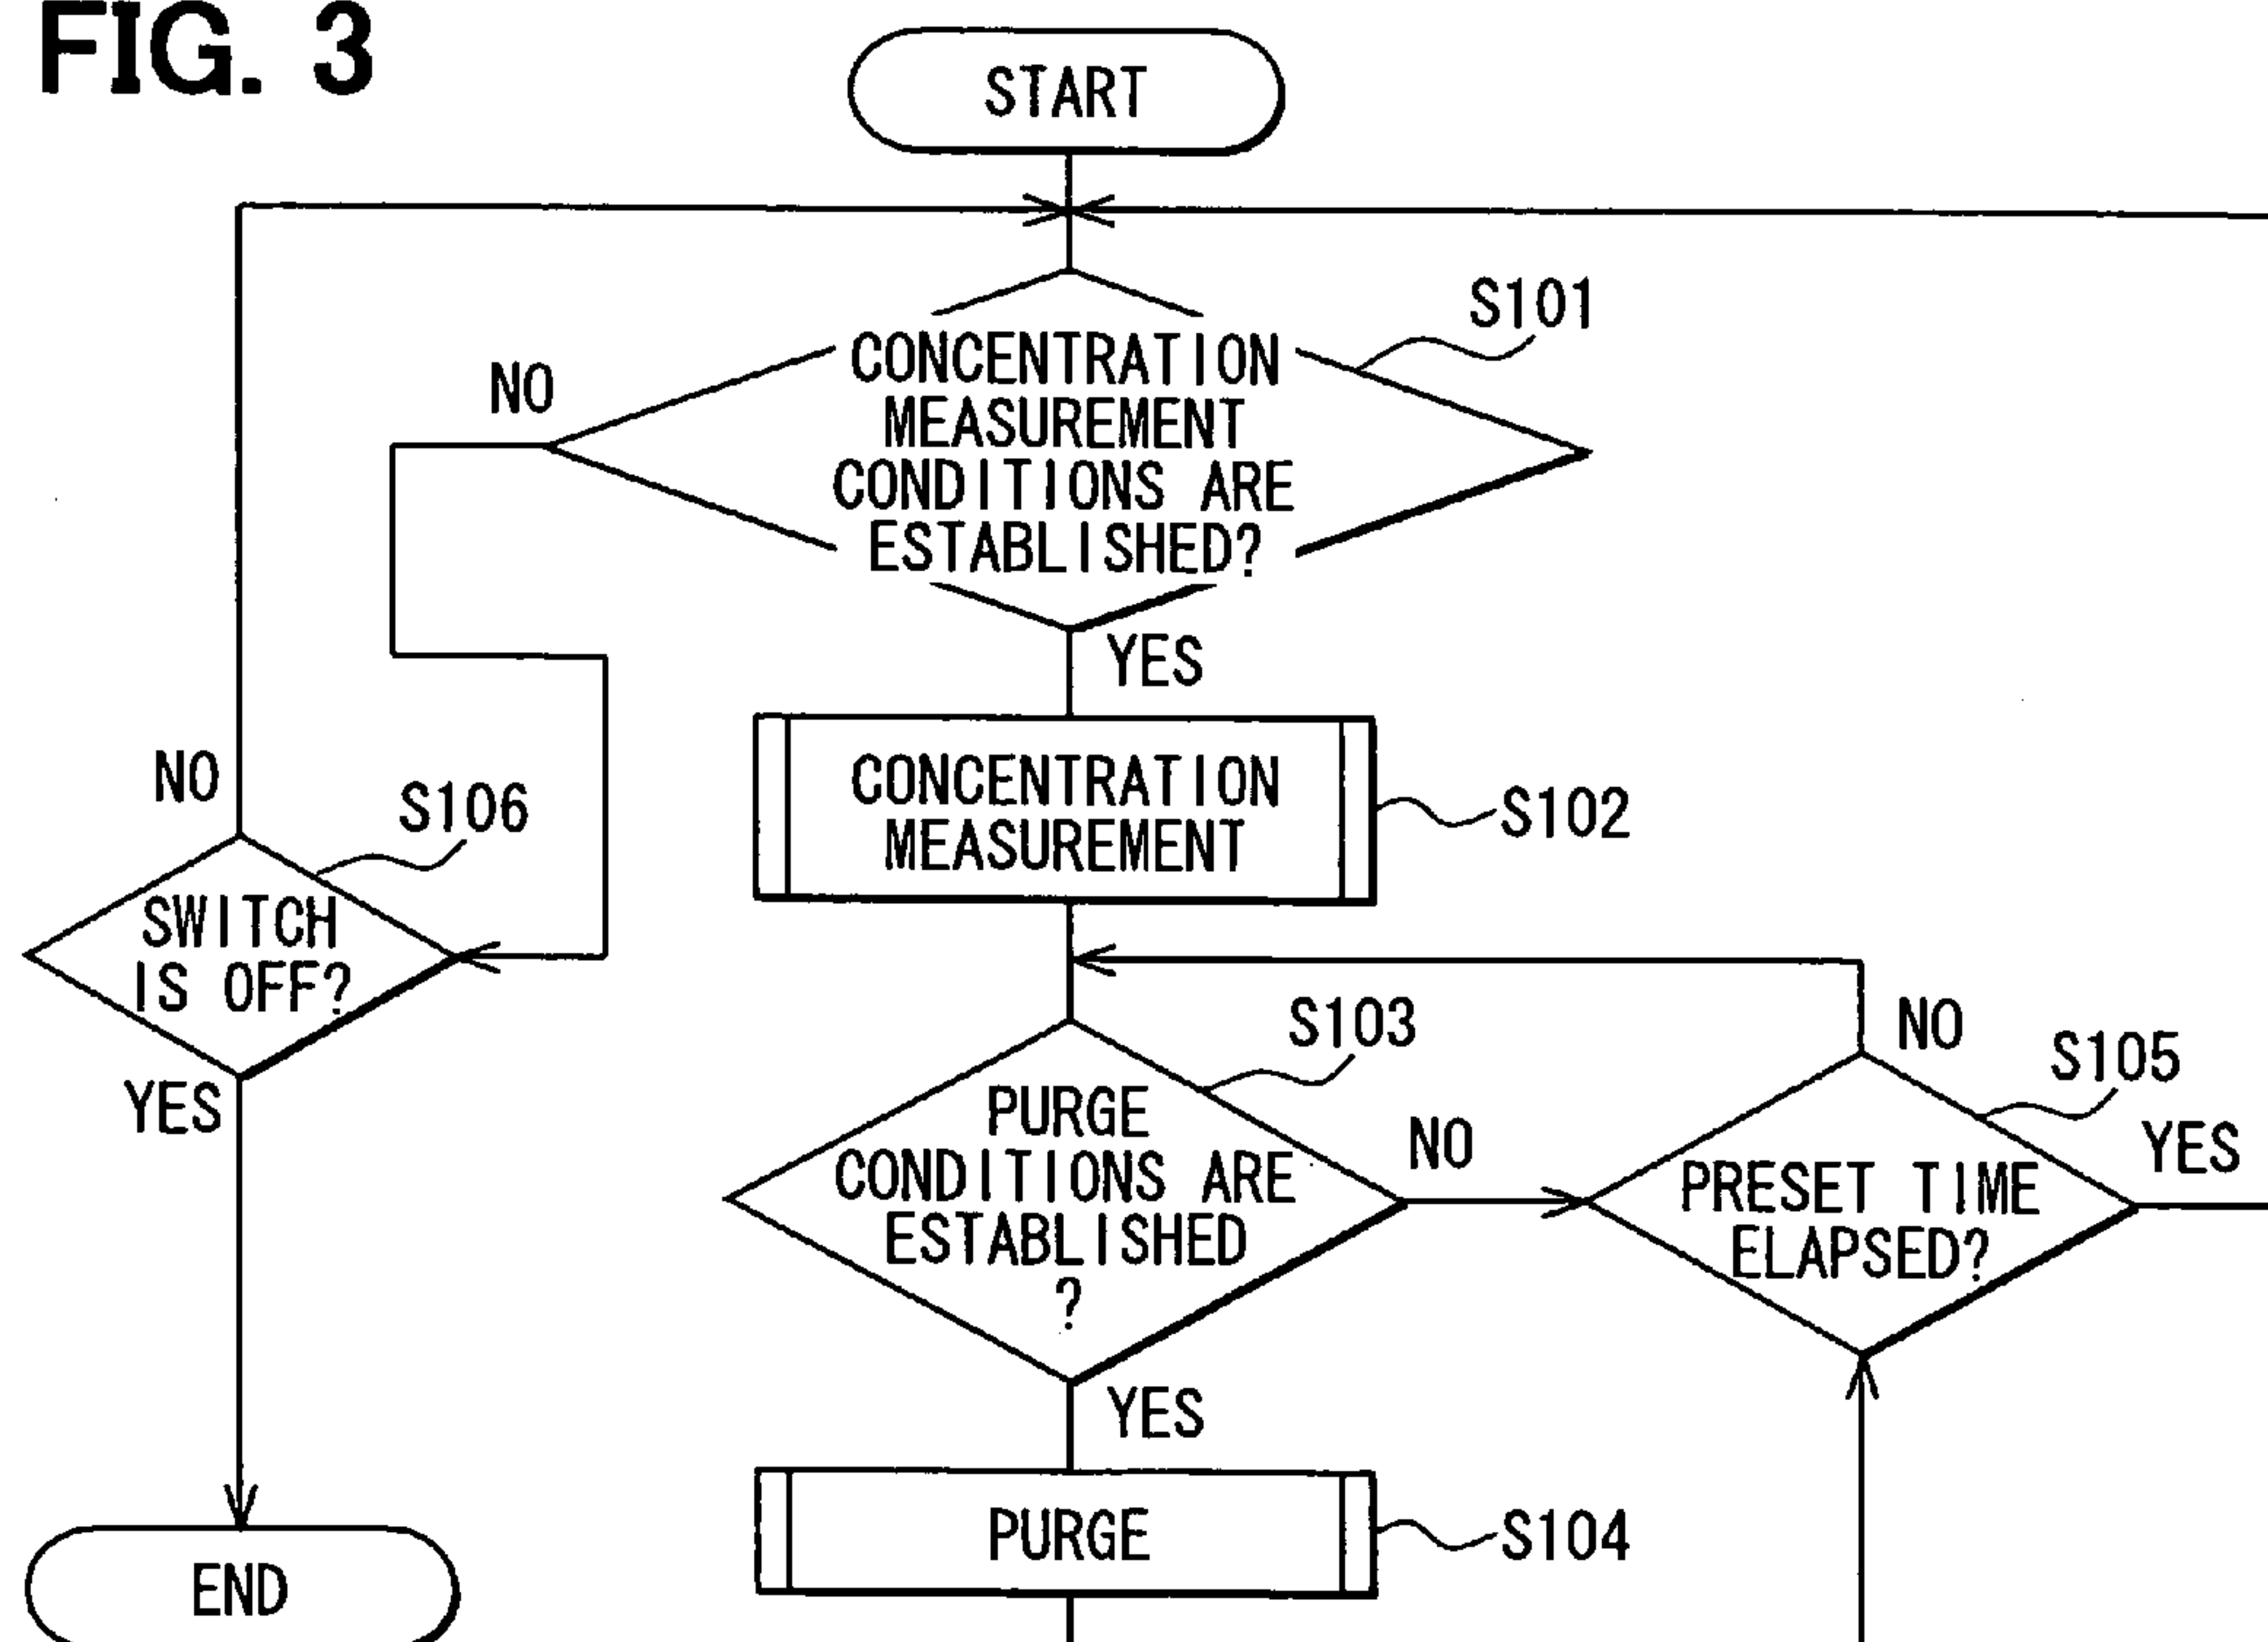 FIG. 3
START
S101
NO
CONCENTRATION
MEASUREMENT
CONDITIONS ARE
ESTABLISHED?
YES
CONCENTRATION
MEASUREMENT
S102
NO
S106
SWITCH
IS OFF?
YES
S103
PURGE
CONDITIONS ARE
ESTABLISHED
?
NO
NO
S105
YES
PRESET TIME
ELAPSED?
YES
PURGE
S104
END